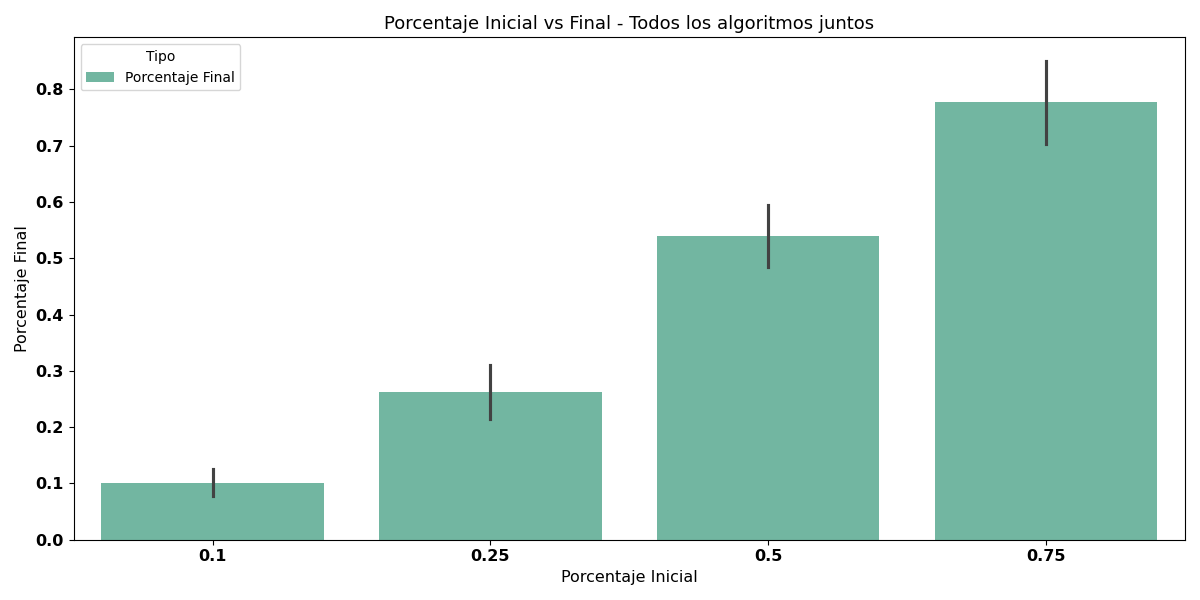 Porcentaje Inicial vs Final - Todos los algoritmos juntos
Tipo
Porcentaje Final
Porcentaje Final
0.8
0.7
0.6
0.5
0.4
0.3
0.2
0.1
0.0
0.1 0.25 0.5 0.75
Porcentaje Inicial